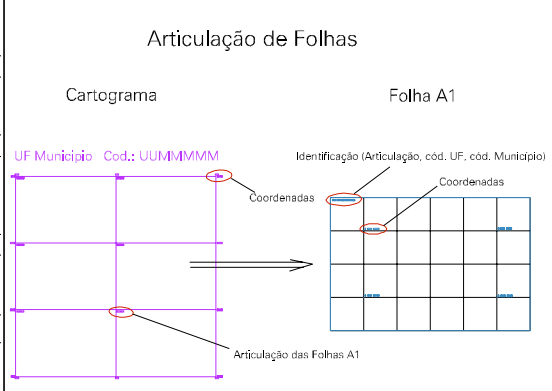 Articulação de Folhas
Cartograma
Folha A1
UF Município Cod.: UUMMMMM
Identificação (Articulação, cód. UF, cód. Município)
Coordenadas
Coordenadas
Articulação das Folhas A1